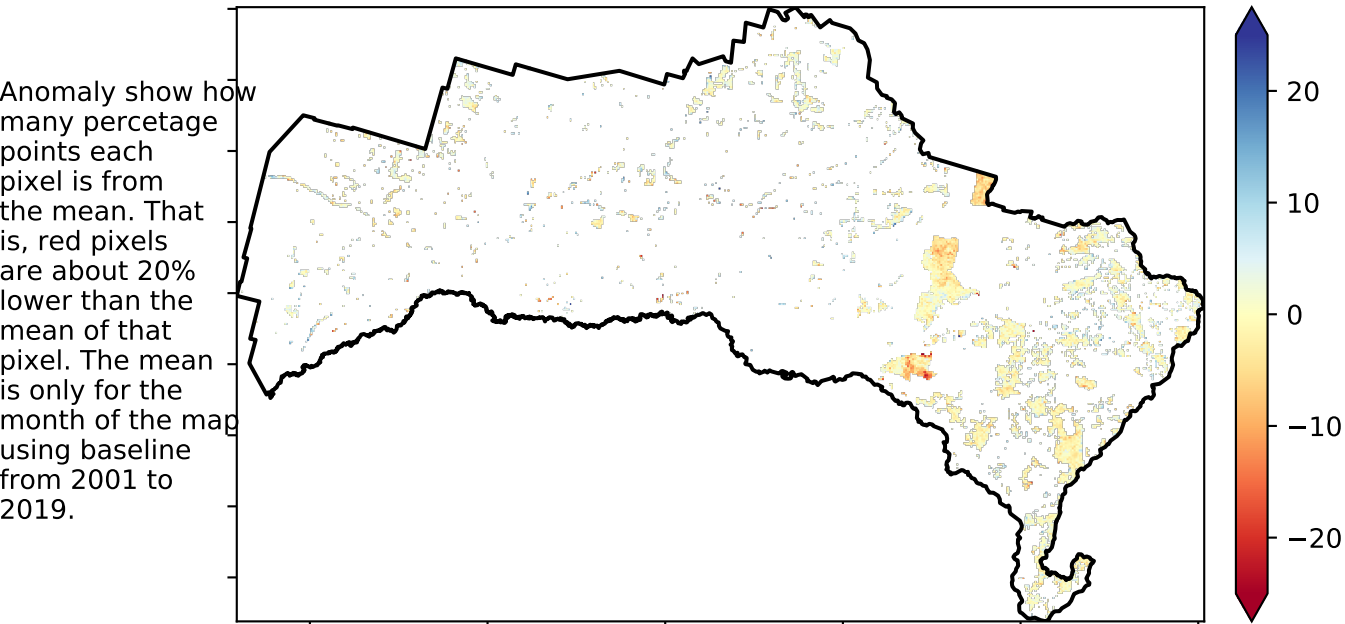 Anomaly show how
many percetage
points each
pixel is from
the mean. That
is, red pixels
are about 20%
lower than the
mean of that
pixel. The mean
is only for the
month of the map
using baseline
from 2001 to
2019.
20
10
0
−10
−20